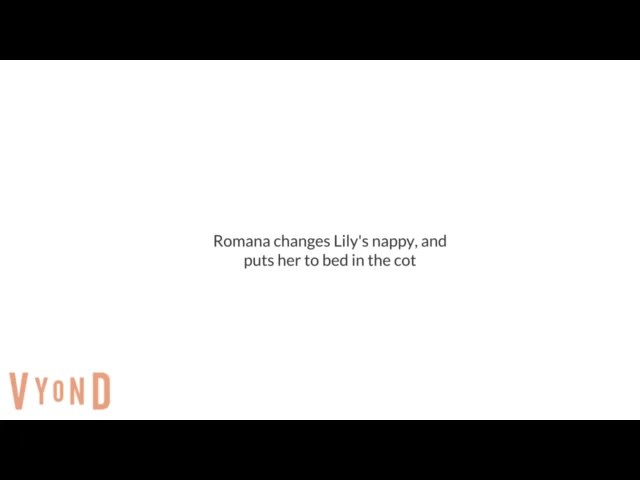 Romana changes Lily's nappy, and
puts her to bed in the cot
VYOND